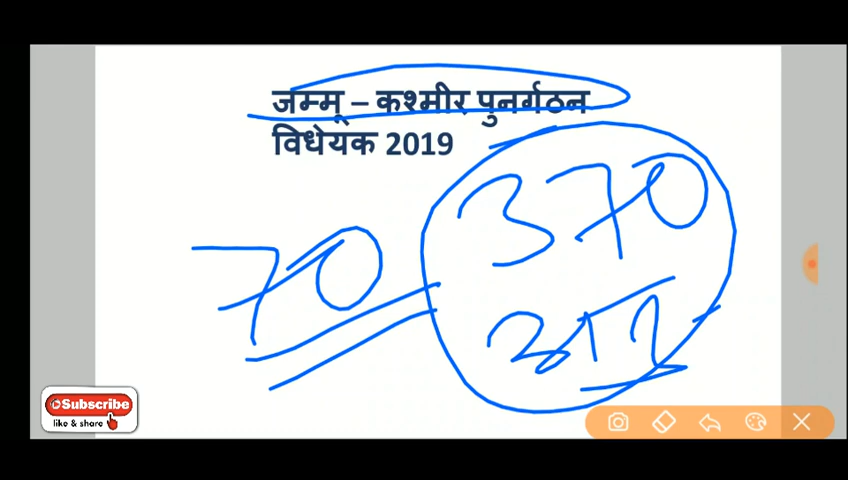 जम्मू – कश्मीर पुनर्गठन
विधेयक 2019
370
70
Subscribe
like & share